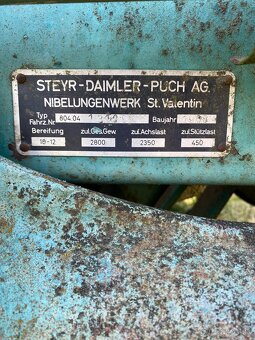 STEYR-DAIMLER-PUCH AG.
NIBELUNGENWERK St. Valentin
Typ 804.04 Baujahr
Fahrz.Nr.
Bereifung zul.Ges.Gew. zul.Achslast zul.Stützlast
18-12 2800 2350 450